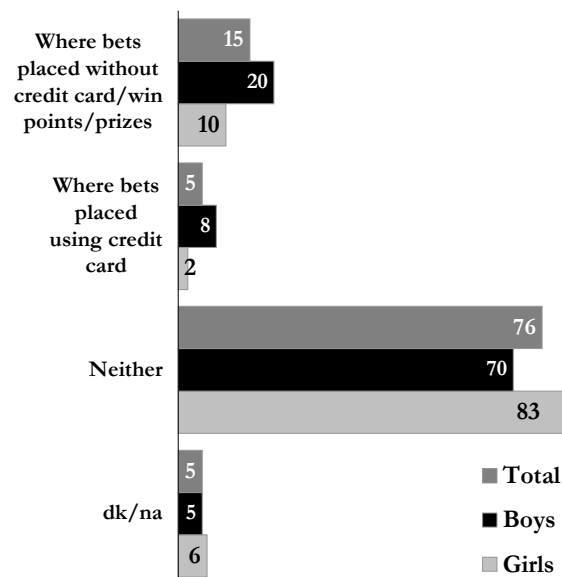 Where bets
placed without
credit card/win
points/prizes
15
20
10
Where bets
placed
using credit
card
5
8
2
Neither
76
70
83
dk/na
5
5
6
Total
Boys
Girls